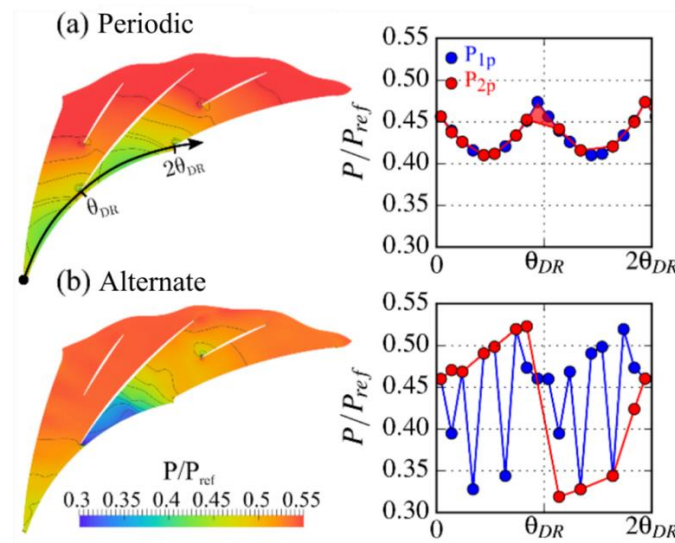 (a) Periodic
θDR
2θDR
0.55
0.50
0.45
0.40
0.35
0.30
P/Pref
P1p
P2p
0 θDR 2θDR
(b) Alternate
P/Pref
0.3 0.35 0.4 0.45 0.5 0.55
0.55
0.50
0.45
0.40
0.35
0.30
P/Pref
0 θDR 2θDR